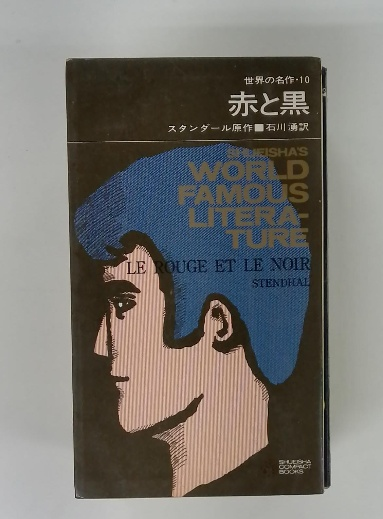 世界の名作・10
赤と黒
スタンダール原作■石川湧訳
SHUEISHA'S
WORLD
FAMOUS
LITERA-
TURE
LE ROUGE ET LE NOIR
STENDHAL
SHUEISHA
COMPACT
BOOKS